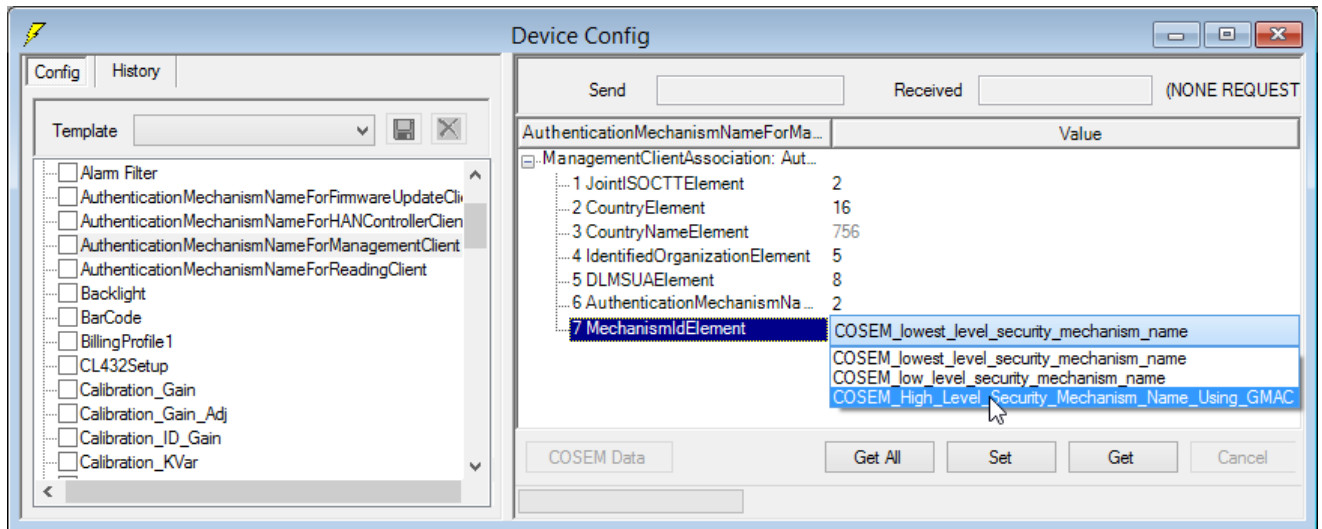 Device Config
Config History
Template
Alarm Filter
AuthenticationMechanismNameForFirmwareUpdateClie
AuthenticationMechanismNameForHANControllerClien
AuthenticationMechanismNameForManagementClient
AuthenticationMechanismNameForReadingClient
Backlight
BarCode
BillingProfile1
CL432Setup
Calibration_Gain
Calibration_Gain_Adj
Calibration_ID_Gain
Calibration_KVar
Send Received (NONE REQUEST
AuthenticationMechanismNameForMa... Value
ManagementClientAssociation: Aut...
1 JointISOCTTElement 2
2 CountryElement 16
3 CountryNameElement 756
4 IdentifiedOrganizationElement 5
5 DLMSUAElement 8
6 AuthenticationMechanismNa... 2
7 MechanismIdElement COSEM_lowest_level_security_mechanism_name
COSEM_lowest_level_security_mechanism_name
COSEM_low_level_security_mechanism_name
COSEM_High_Level_Security_Mechanism_Name_Using_GMAC
COSEM Data Get All Set Get Cancel